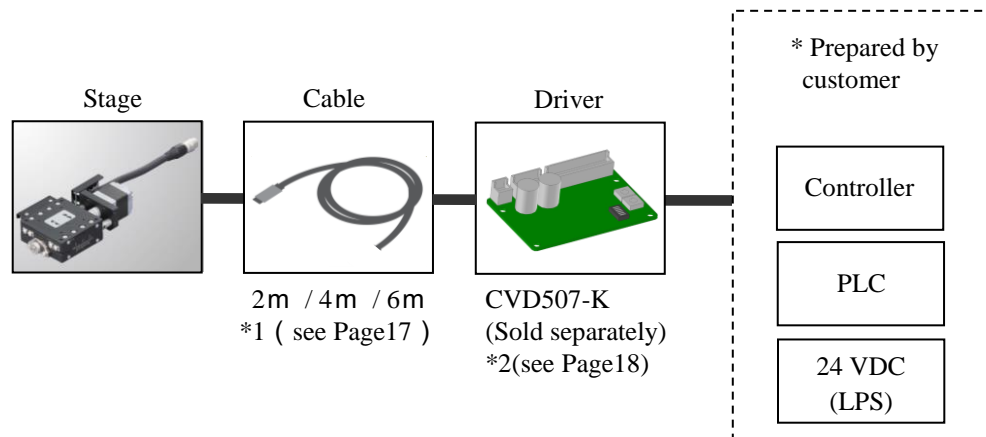 * Prepared by
customer
Stage
Cable
Driver
Controller
PLC
24 VDC
(LPS)
2m / 4m / 6m
*1 ( see Page17 )
CVD507-K
(Sold separately)
*2(see Page18)